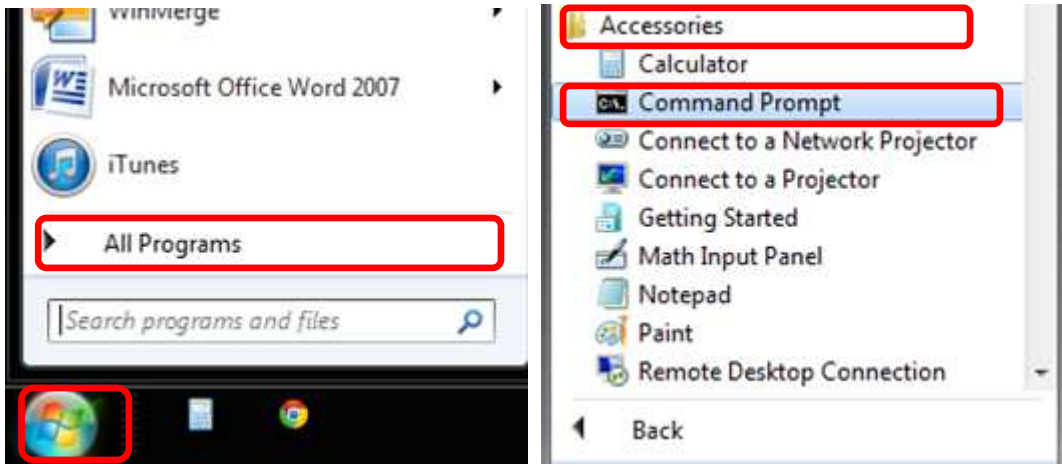 WinMerge
Microsoft Office Word 2007
iTunes
All Programs
Search programs and files
Accessories
Calculator
C:\.
Command Prompt
Connect to a Network Projector
Connect to a Projector
Getting Started
Math Input Panel
Notepad
Paint
Remote Desktop Connection
Back